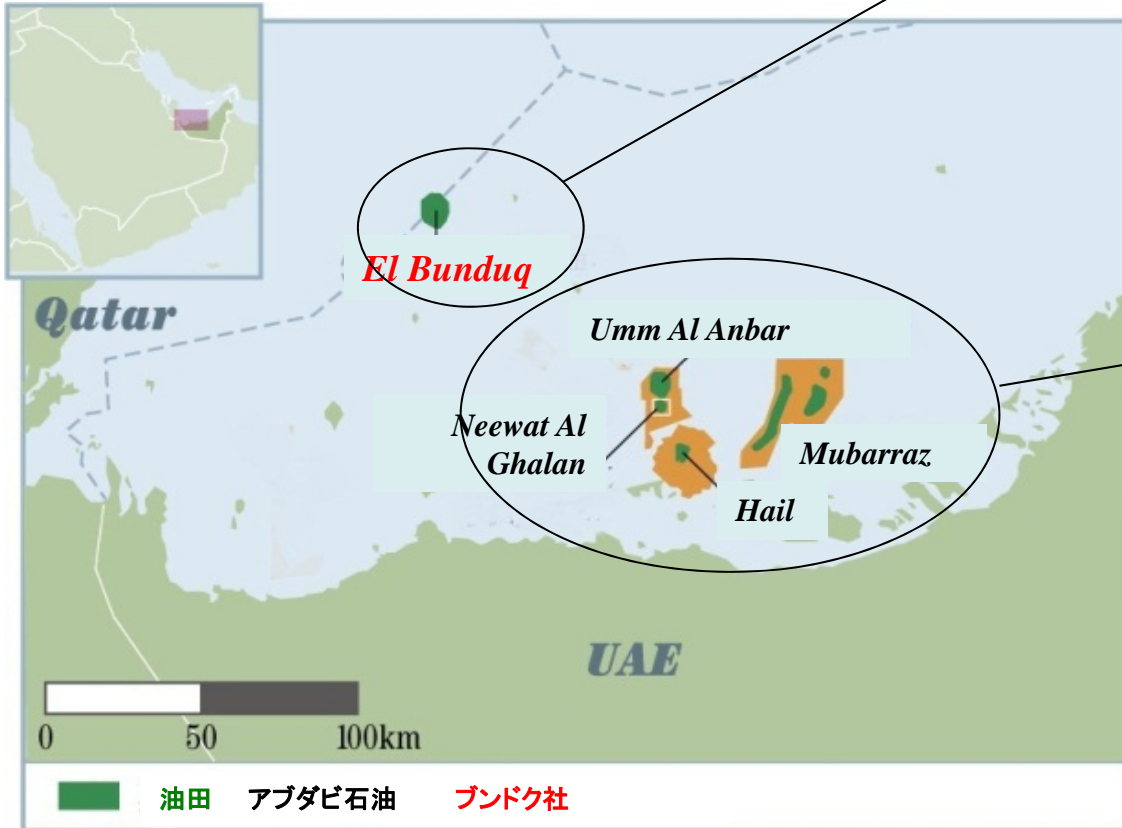 El Bunduq
Qatar
Umm Al Anbar
Neewat Al
Ghalan
Mubarraz
Hail
UAE
0 50 100km
油田 アブダビ石油 ブンドク社